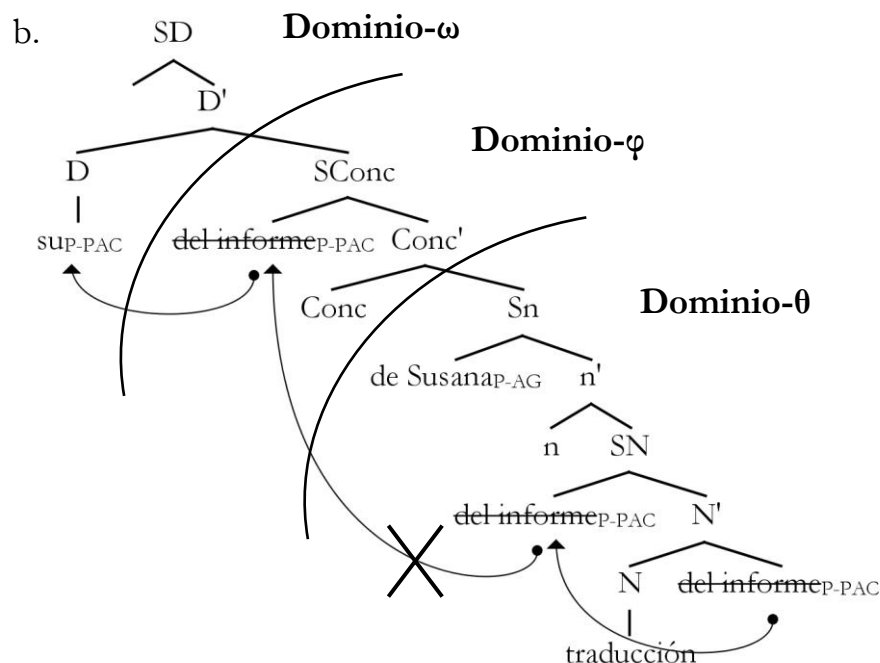 b.
SD
Dominio-ω
D'
Dominio-φ
D
SConc
suP-PAC
del informeP-PAC
Conc'
Conc
Sn
Dominio-θ
de SusanaP-AG
n'
n
SN
del informeP-PAC
N'
N
del informeP-PAC
traducción